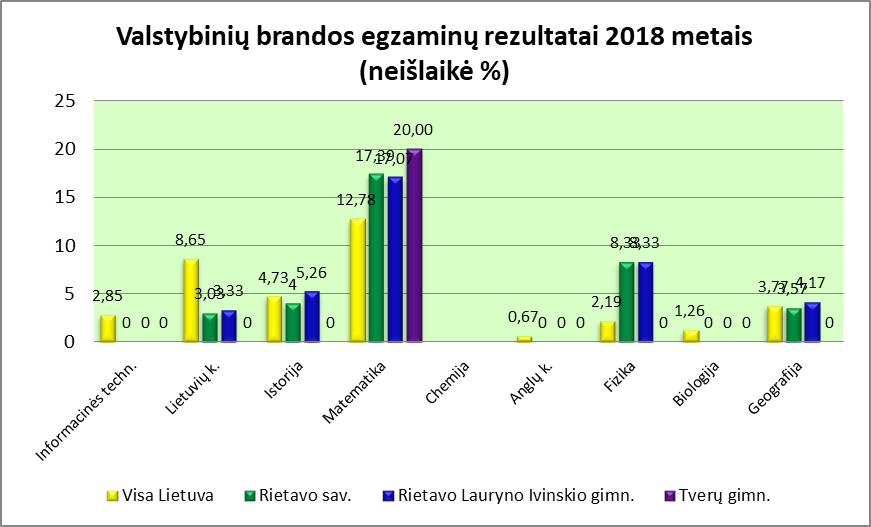 Valstybinių brandos egzaminų rezultatai 2018 metais
(neišlaikė %)
25
20
15
10
5
0
2,85 0 0 0
8,65 3,03 3,33 0
4,73 4 5,26 0
12,78 17,39 17,07 20,00
0,67 0 0 0
2,19 8,33 8,33 0
1,26 0 0 0
3,77 3,57 4,17 0
Informacinės techn.
Lietuvių k.
Istorija
Matematika
Chemija
Anglų k.
Fizika
Biologija
Geografija
Visa Lietuva
Rietavo sav.
Rietavo Lauryno Ivinskio gimn.
Tverų gimn.